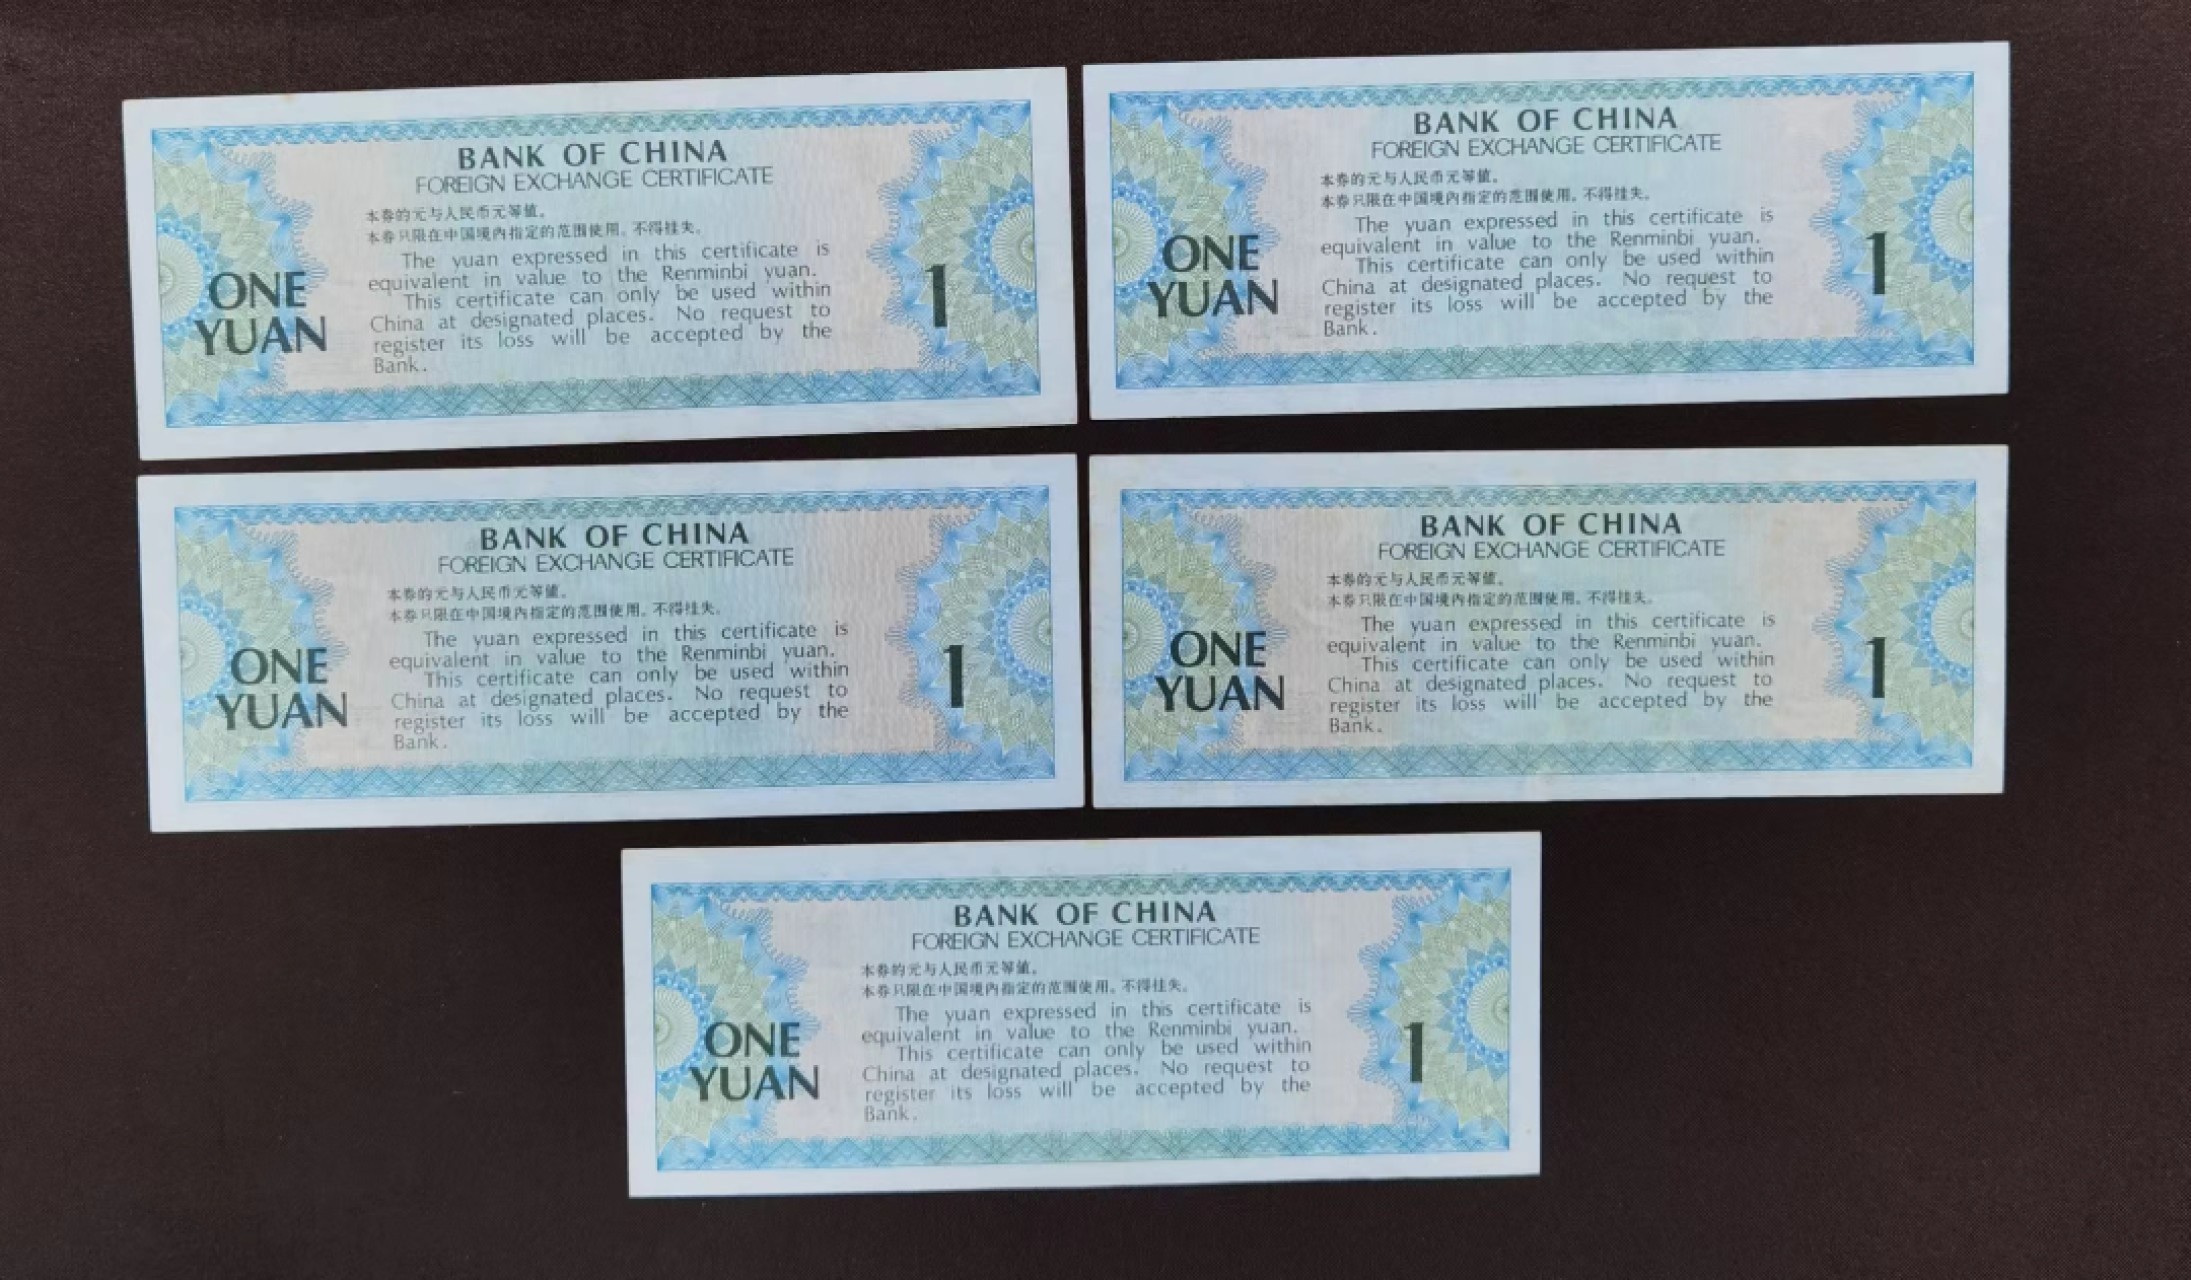 BANK OF CHINA
FOREIGN EXCHANGE CERTIFICATE
本券的元与人民币元等值。
本券只限在中国境内指定的范围使用。不得挂失。
The yuan expressed in this certificate is
equivalent in value to the Renminbi yuan.
This certificate can only be used within
China at designated places. No request to
register its loss will be accepted by the
Bank.
ONE
YUAN
1
BANK OF CHINA
FOREIGN EXCHANGE CERTIFICATE
本券的元与人民币元等值。
本券只限在中国境内指定的范围使用。不得挂失。
The yuan expressed in this certificate is
equivalent in value to the Renminbi yuan.
This certificate can only be used within
China at designated places. No request to
register its loss will be accepted by the
Bank.
ONE
YUAN
1
BANK OF CHINA
FOREIGN EXCHANGE CERTIFICATE
本券的元与人民币元等值。
本券只限在中国境内指定的范围使用。不得挂失。
The yuan expressed in this certificate is
equivalent in value to the Renminbi yuan.
This certificate can only be used within
China at designated places. No request to
register its loss will be accepted by the
Bank.
ONE
YUAN
1
BANK OF CHINA
FOREIGN EXCHANGE CERTIFICATE
本券的元与人民币元等值。
本券只限在中国境内指定的范围使用。不得挂失。
The yuan expressed in this certificate is
equivalent in value to the Renminbi yuan.
This certificate can only be used within
China at designated places. No request to
register its loss will be accepted by the
Bank.
ONE
YUAN
1
BANK OF CHINA
FOREIGN EXCHANGE CERTIFICATE
本券的元与人民币元等值。
本券只限在中国境内指定的范围使用。不得挂失。
The yuan expressed in this certificate is
equivalent in value to the Renminbi yuan.
This certificate can only be used within
China at designated places. No request to
register its loss will be accepted by the
Bank.
ONE
YUAN
1